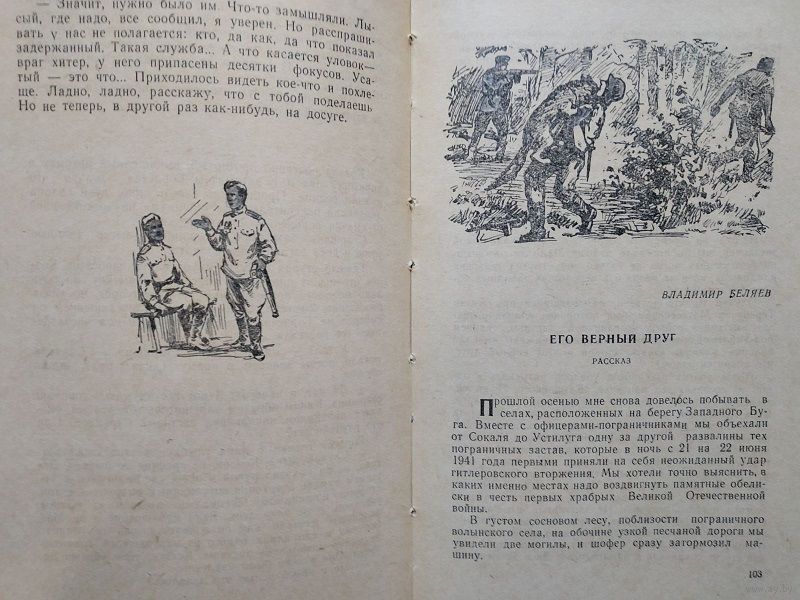 — Значит, нужно было им. Что-то замышляли. Лы-
сый, где надо, все сообщил, я уверен. Но расспраши-
вать у нас не полагается: кто, да как, да что показал
задержанный. Такая служба... А что касается уловок—
враг хитер, у него припасены десятки фокусов. Уса-
тый — это что... Приходилось видеть кое-что и похле-
ще. Ладно, ладно, расскажу, что с тобой поделаешь
Но не теперь, в другой раз как-нибудь, на досуге.
ВЛАДИМИР БЕЛЯЕВ
ЕГО ВЕРНЫЙ ДРУГ
РАССКАЗ
Прошлой осенью мне снова довелось побывать в
селах, расположенных на берегу Западного Бу-
га. Вместе с офицерами-пограничниками мы объехали
от Сокаля до Устилуга одну за другой развалины тех
пограничных застав, которые в ночь с 21 на 22 июня
1941 года первыми приняли на себя неожиданный удар
гитлеровского вторжения. Мы хотели точно выяснить, в
каких именно местах надо воздвигнуть памятные обели-
ски в честь первых храбрых Великой Отечественной
войны.
В густом сосновом лесу, поблизости пограничного
волынского села, на обочине узкой песчаной дороги мы
увидели две могилы, и шофер сразу затормозил ма-
шину.
103
www.ay.by